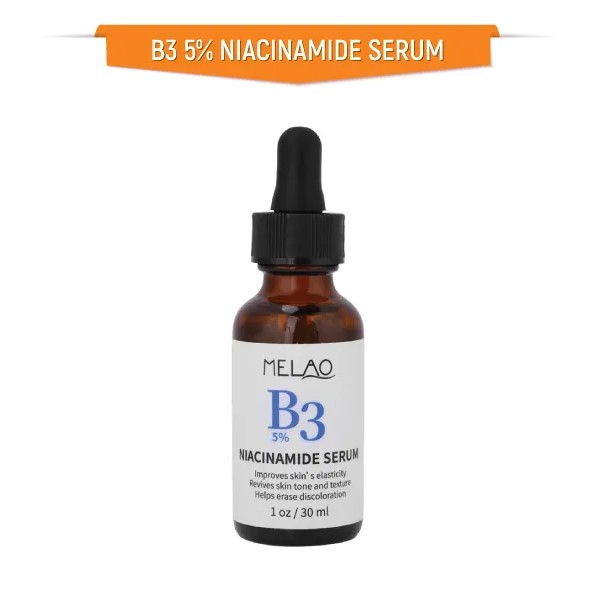 B3 5% NIACINAMIDE SERUM
MELAO
B3
5%
NIACINAMIDE SERUM
Improves skin's elasticity
Revives skin tone and texture
Helps erase discoloration
1 oz / 30 ml